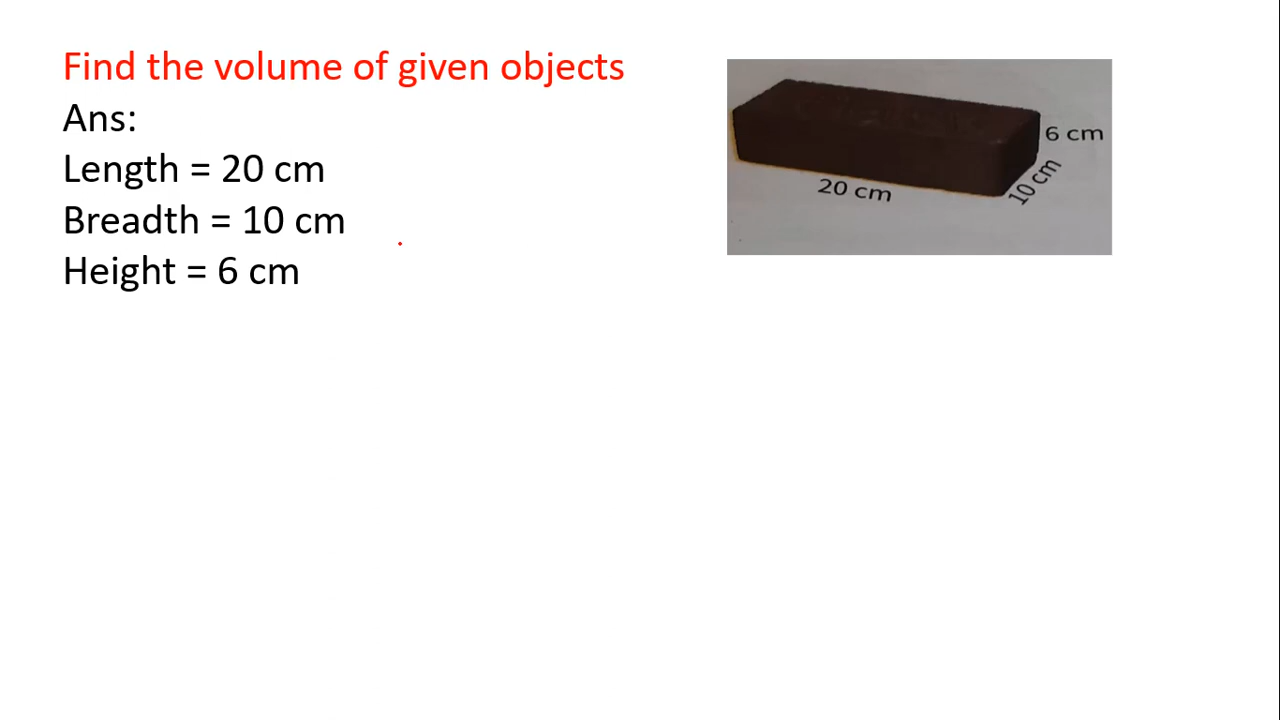 Find the volume of given objects
Ans:
Length = 20 cm
Breadth = 10 cm
Height = 6 cm
6 cm
10 cm
20 cm